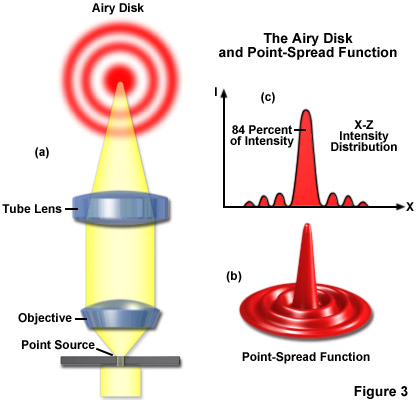 Airy Disk
The Airy Disk
and Point-Spread Function
(a)
Tube Lens
Objective
Point Source
I
(c)
84 Percent
of Intensity
X-Z
Intensity
Distribution
X
(b)
Point-Spread Function
Figure 3